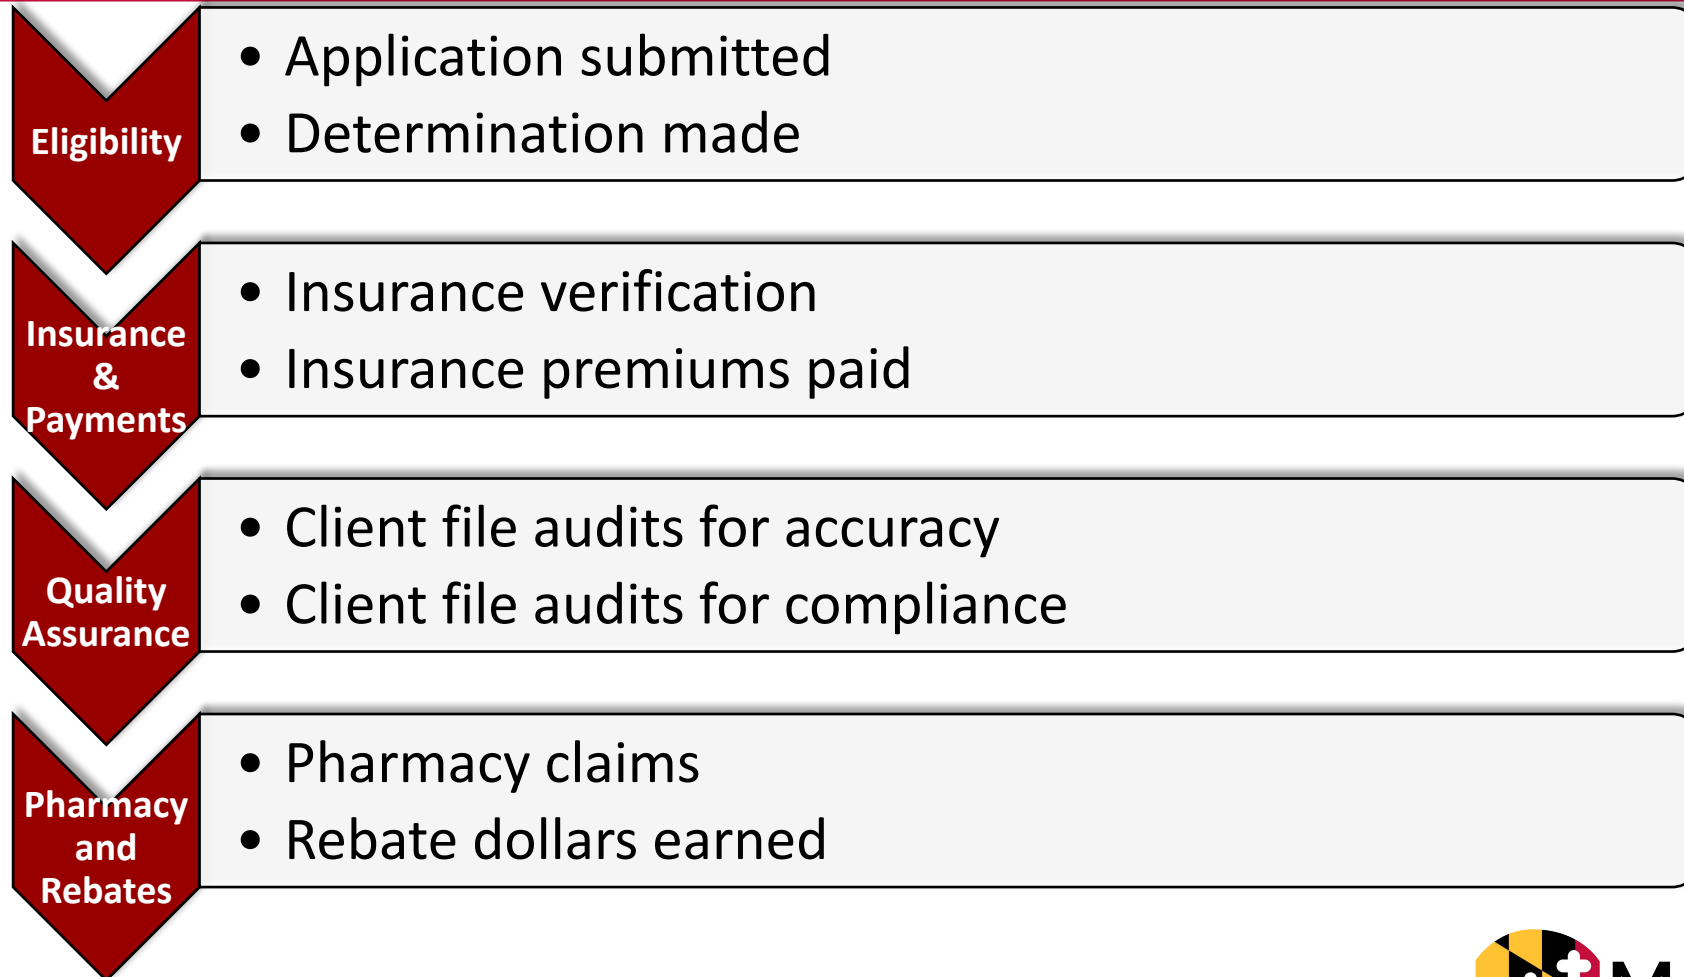 Eligibility
• Application submitted
• Determination made
Insurance
&
Payments
• Insurance verification
• Insurance premiums paid
Quality
Assurance
• Client file audits for accuracy
• Client file audits for compliance
Pharmacy
and
Rebates
• Pharmacy claims
• Rebate dollars earned